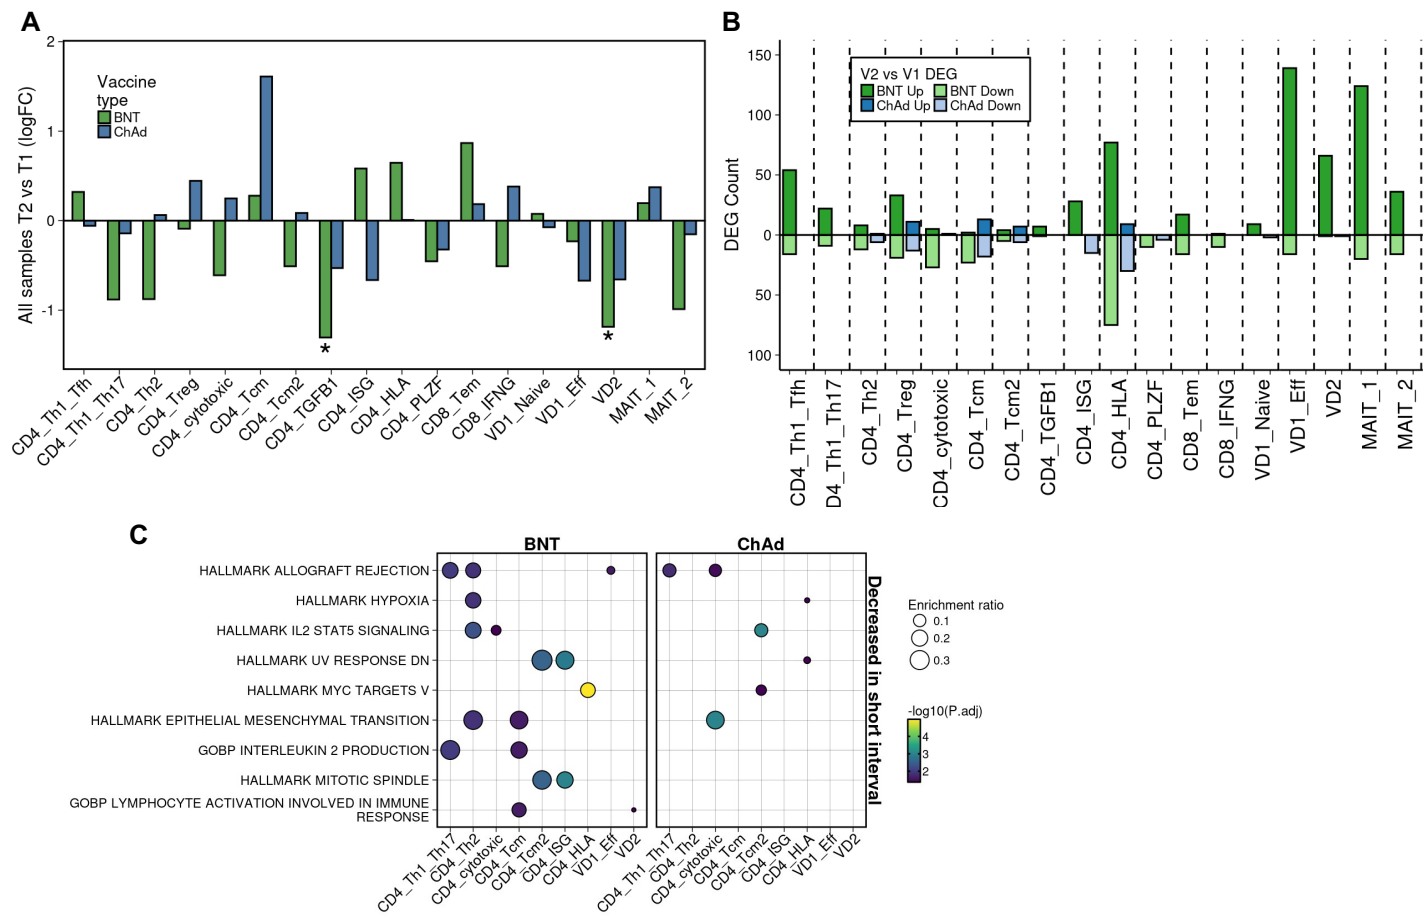 A
All samples T2 vs T1 (logFC)
2
1
0
-1
Vaccine
type
BNT
ChAd
*
*
CD4_Th1_Tfh
CD4_Th1_Th17
CD4_Th2
CD4_Treg
CD4_cytotoxic
CD4_Tcm
CD4_Tcm2
CD4_TGFB1
CD4_ISG
CD4_HLA
CD4_PLZF
CD8_Tem
CD8_IFNG
VD1_Naive
VD1_Eff
VD2
MAIT_1
MAIT_2
B
DEG Count
150
100
50
0
50
100
V2 vs V1 DEG
BNT Up BNT Down
ChAd Up ChAd Down
CD4_Th1_Tfh
D4_Th1_Th17
CD4_Th2
CD4_Treg
CD4_cytotoxic
CD4_Tcm
CD4_Tcm2
CD4_TGFB1
CD4_ISG
CD4_HLA
CD4_PLZF
CD8_Tem
CD8_IFNG
VD1_Naive
VD1_Eff
VD2
MAIT_1
MAIT_2
C
BNT
ChAd
HALLMARK ALLOGRAFT REJECTION
HALLMARK HYPOXIA
HALLMARK IL2 STAT5 SIGNALING
HALLMARK UV RESPONSE DN
HALLMARK MYC TARGETS V
HALLMARK EPITHELIAL MESENCHYMAL TRANSITION
GOBP INTERLEUKIN 2 PRODUCTION
HALLMARK MITOTIC SPINDLE
GOBP LYMPHOCYTE ACTIVATION INVOLVED IN IMMUNE
RESPONSE
CD4_Th1_Th17
CD4_Th2
CD4_cytotoxic
CD4_Tcm
CD4_Tcm2
CD4_ISG
CD4_HLA
VD1_Eff
VD2
CD4_Th1_Th17
CD4_Th2
CD4_cytotoxic
CD4_Tcm
CD4_Tcm2
CD4_ISG
CD4_HLA
VD1_Eff
VD2
Decreased in short interval
Enrichment ratio
0.1
0.2
0.3
-log10(P.adj)
4
3
2